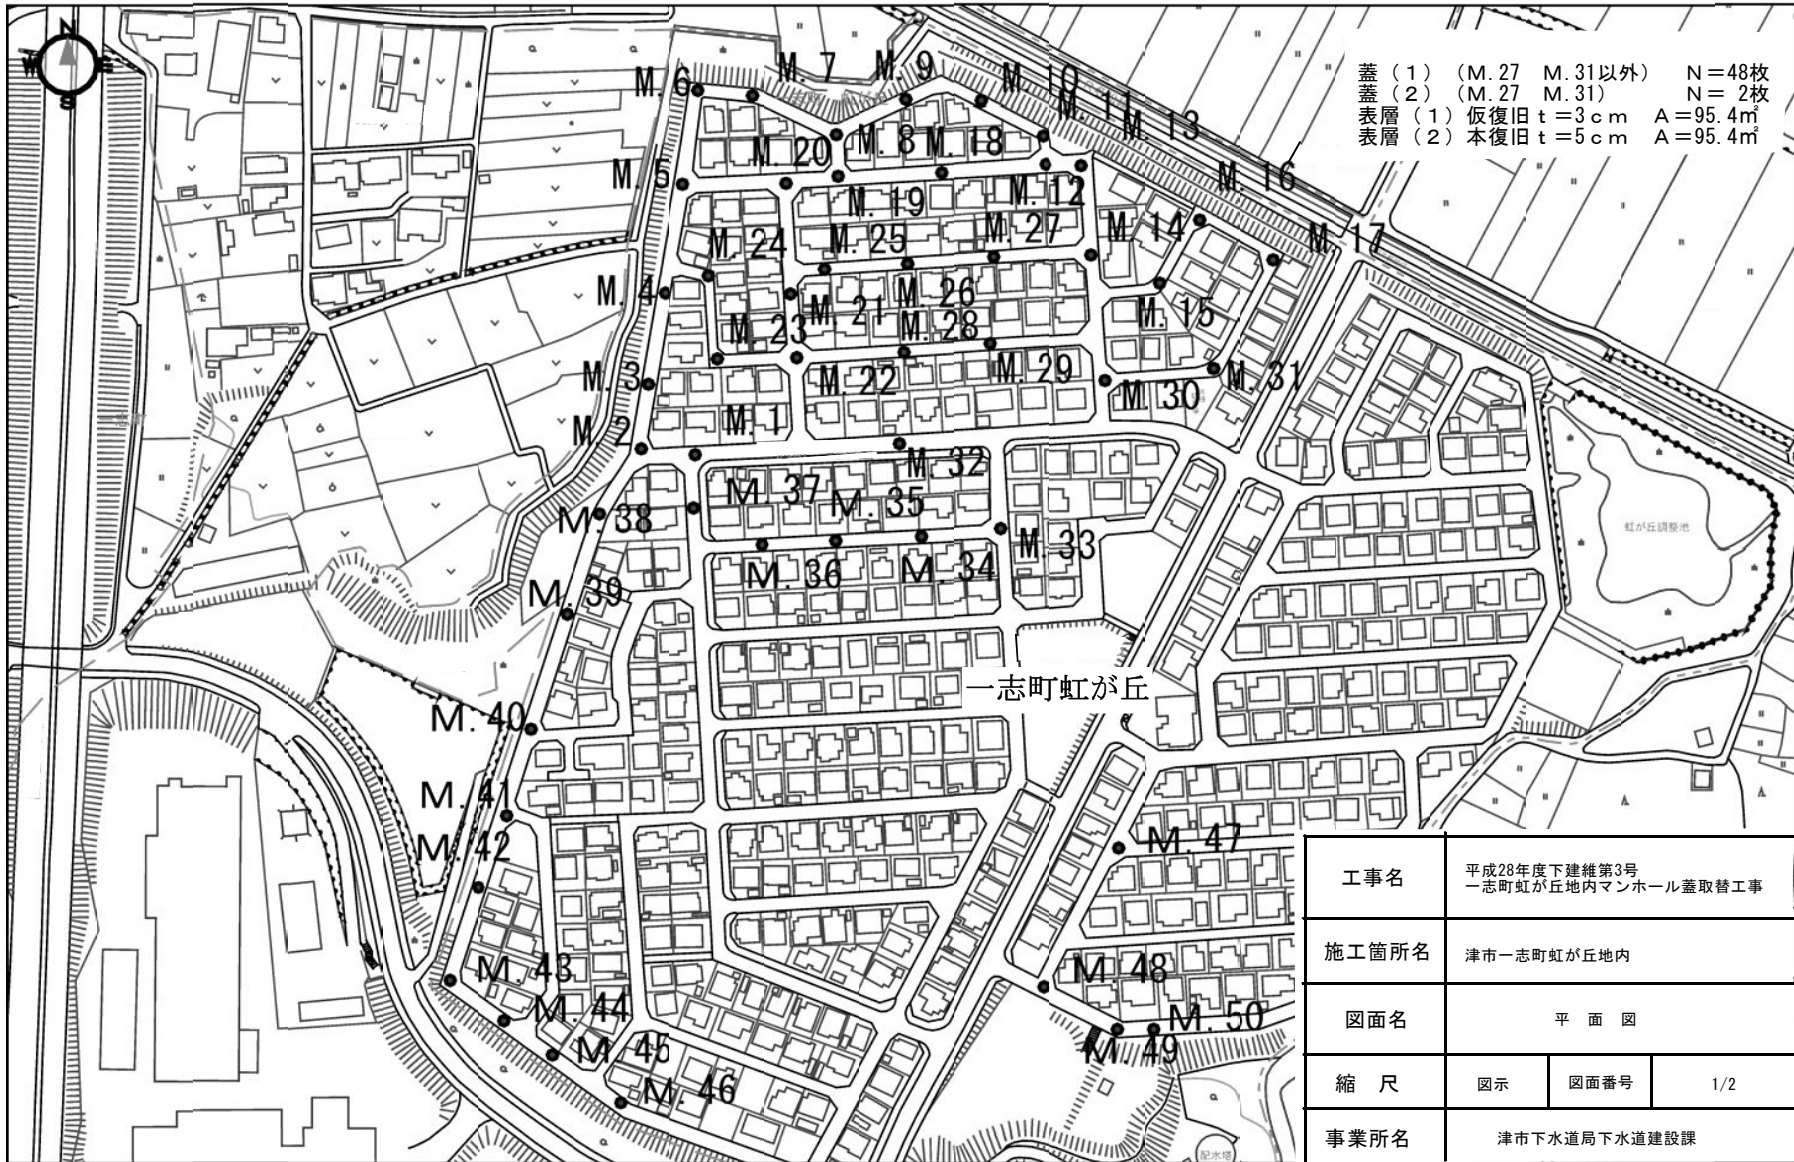 N
W E
S
蓋（1）（M.27 M.31以外） N＝48枚
蓋（2）（M.27 M.31） N＝ 2枚
表層（1）仮復旧ｔ＝3ｃｍ A＝95.4㎡
表層（2）本復旧ｔ＝5ｃｍ A＝95.4㎡
M. 7
M. 9
M. 6
M. 10
M. 11
M. 13
M. 8
M. 18
M. 20
M. 5
M. 16
M. 12
M. 19
M. 14
M. 27
M. 17
M. 24
M. 25
M. 4
M. 26
M. 21
M. 15
M. 23
M. 28
M. 3
M. 22
M. 29
M. 31
M. 30
M. 1
M. 2
M. 32
M. 37
M. 35
M. 38
虹が丘調整池
M. 33
M. 36
M. 34
M. 39
一志町虹が丘
M. 40
M. 41
M. 42
M. 47
M. 43
M. 48
M. 44
M. 50
M. 45
M. 49
M. 46
配水塔
工事名
平成28年度下建維第3号
一志町虹が丘地内マンホール蓋取替工事
施工箇所名 津市一志町虹が丘地内
図面名 平 面 図
縮 尺 図示 図面番号 1/2
事業所名 津市下水道局下水道建設課